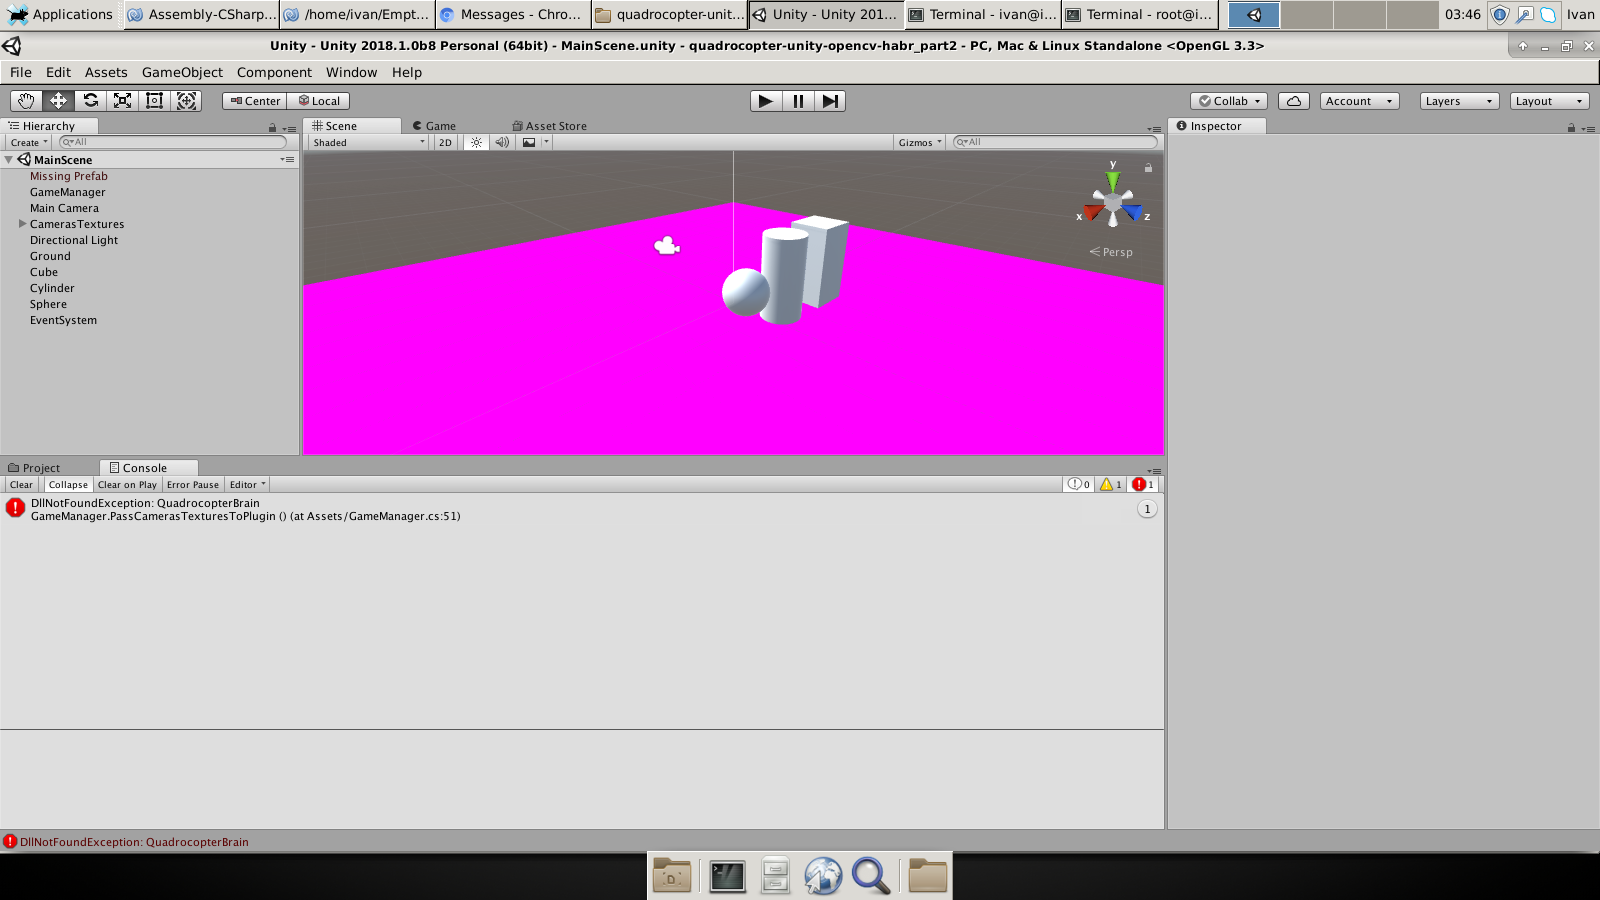 Applications
Assembly-CSharp...
/home/ivan/Empt...
Messages - Chro...
quadrocopter-unit...
Unity - Unity 201...
Terminal - ivan@i...
Terminal - root@i...
03:46
Ivan
Unity - Unity 2018.1.0b8 Personal (64bit) - MainScene.unity - quadrocopter-unity-opencv-habr_part2 - PC, Mac & Linux Standalone <OpenGL 3.3>
File Edit Assets GameObject Component Window Help
Center Local
Collab
Account
Layers
Layout
Hierarchy
Create
All
MainScene
Missing Prefab
GameManager
Main Camera
CamerasTextures
Directional Light
Ground
Cube
Cylinder
Sphere
EventSystem
Scene Game Asset Store
Shaded 2D Gizmos All
y
x z
Persp
Inspector
Project Console
Clear Collapse Clear on Play Error Pause Editor
0 1 1
DllNotFoundException: QuadrocopterBrain
GameManager.PassCamerasTexturesToPlugin () (at Assets/GameManager.cs:51)
1
DllNotFoundException: QuadrocopterBrain
D